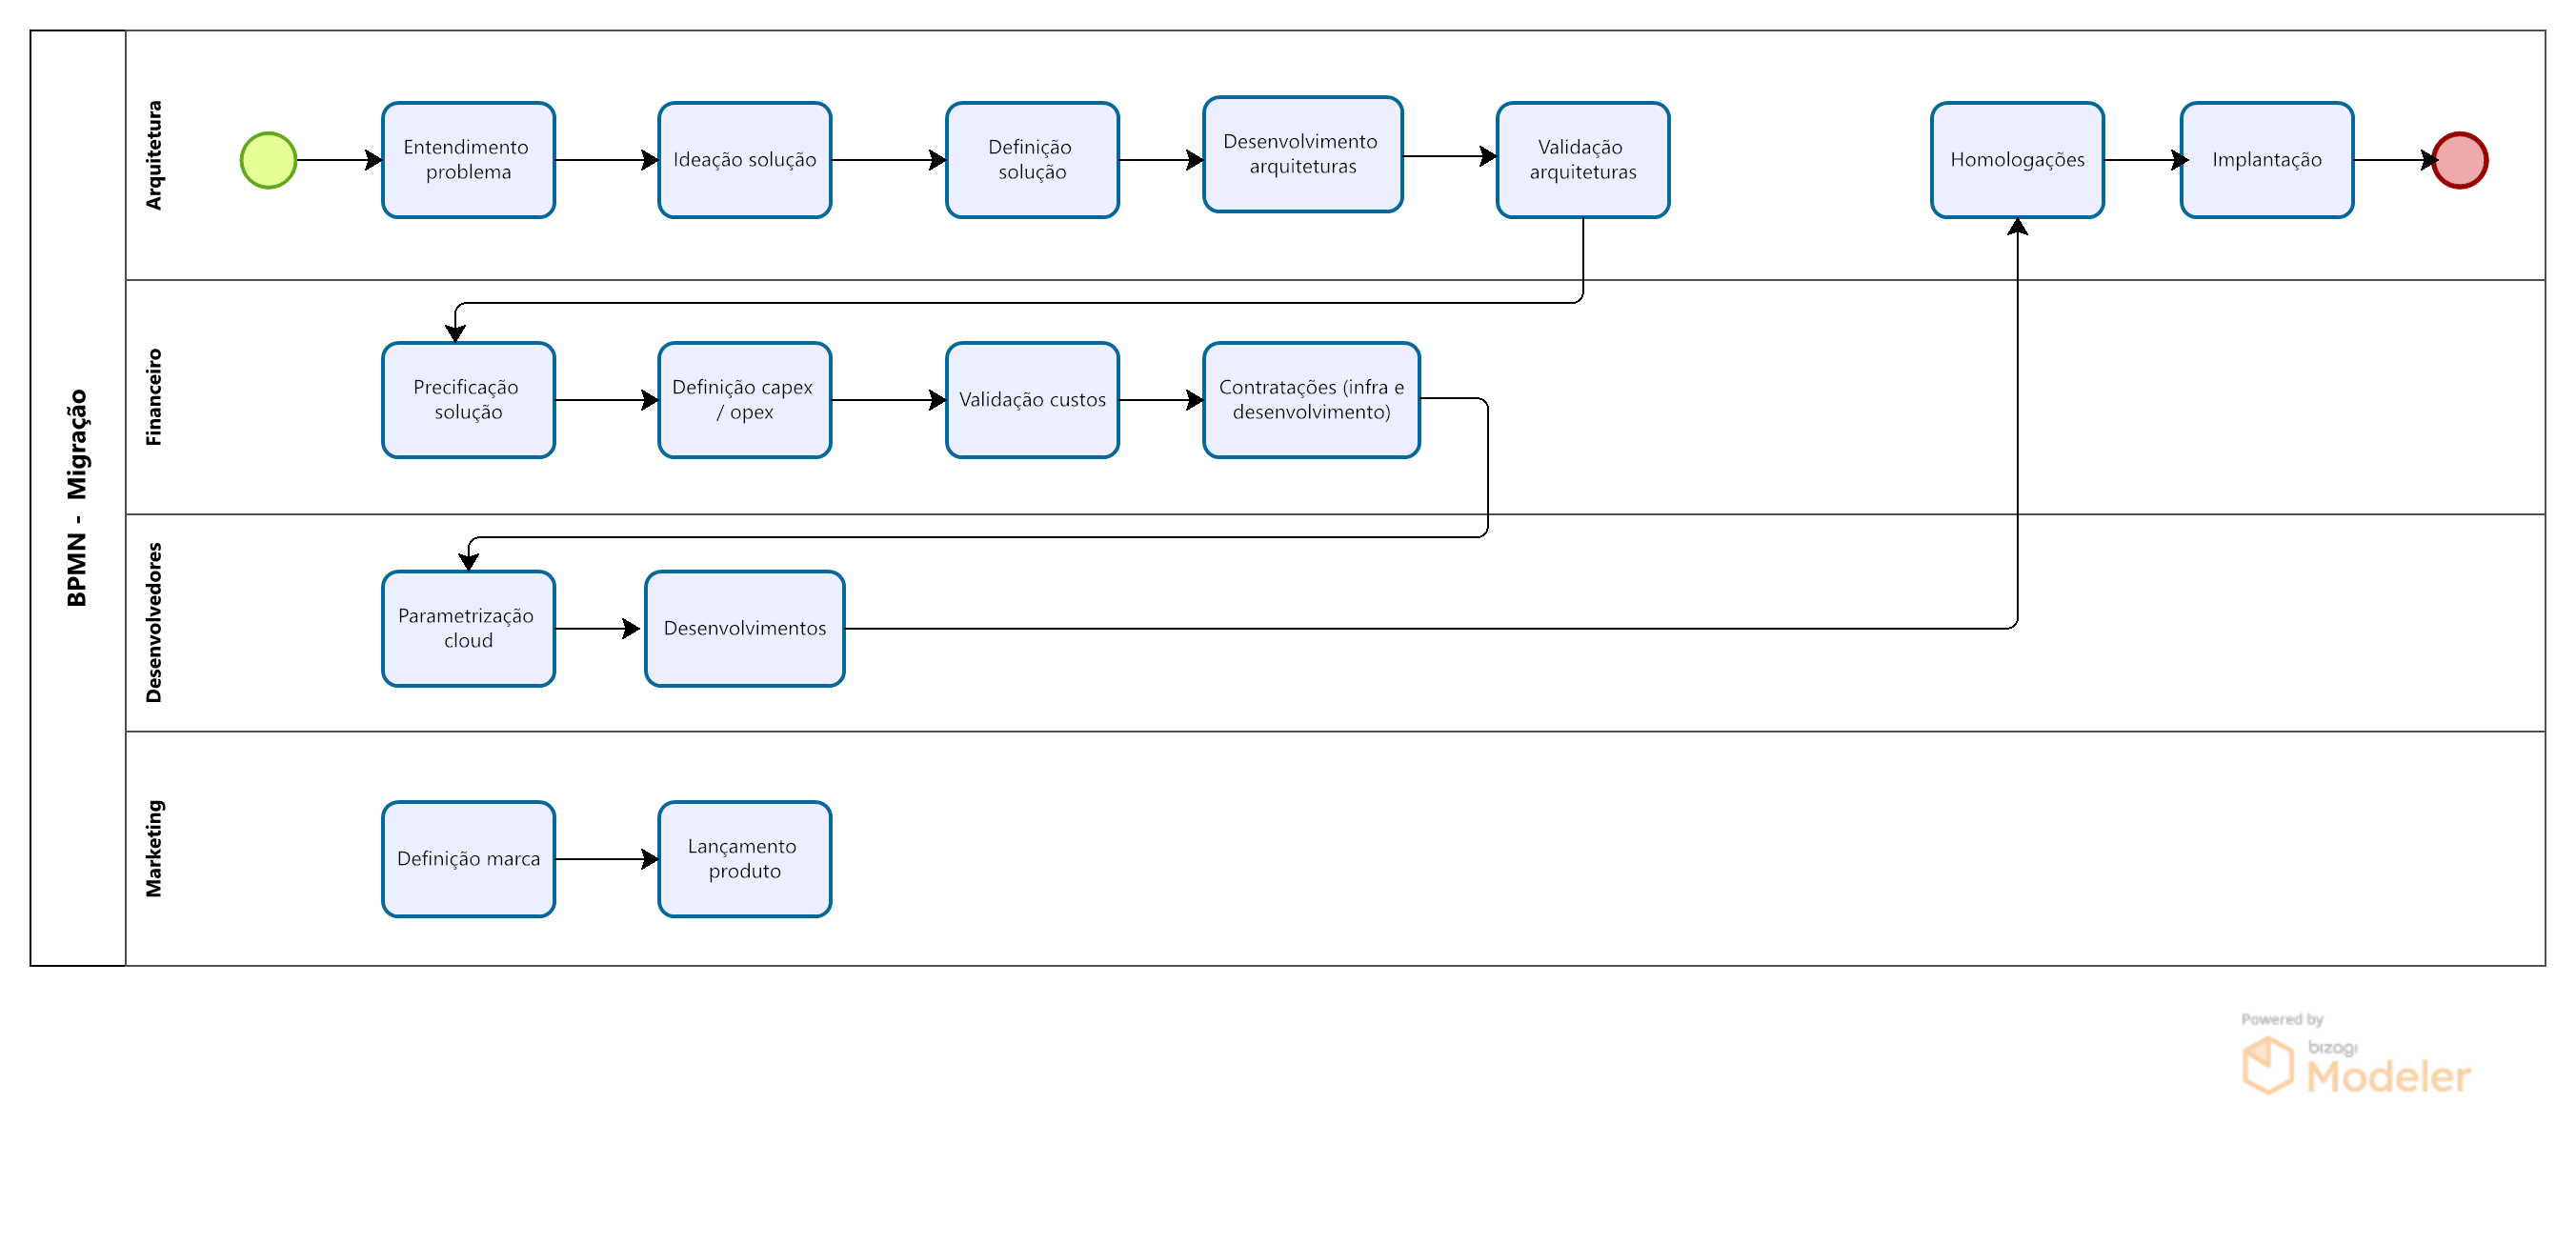 BPMN - Migração
Arquitetura
Entendimento
problema
Ideação solução
Definição
solução
Desenvolvimento
arquiteturas
Validação
arquiteturas
Homologações
Implantação
Financeiro
Precificação
solução
Definição capex
/ opex
Validação custos
Contratações (infra e
desenvolvimento)
Desenvolvedores
Parametrização
cloud
Desenvolvimentos
Marketing
Definição marca
Lançamento
produto
Powered by
bizagi
Modeler